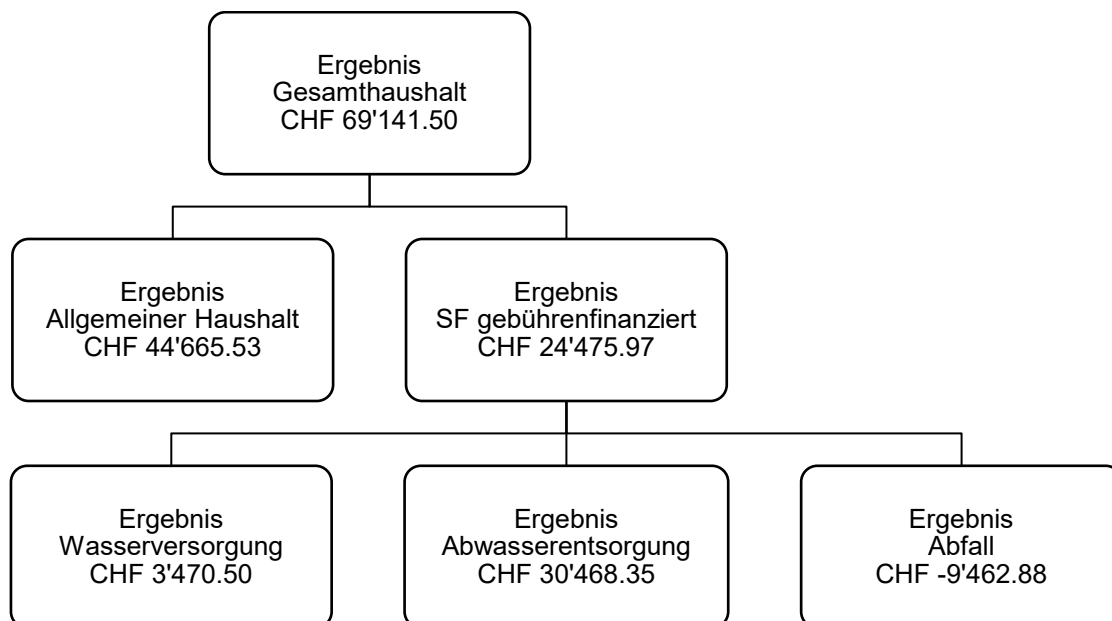 Ergebnis
Gesamthaushalt
CHF 69'141.50
Ergebnis
Allgemeiner Haushalt
CHF 44'665.53
Ergebnis
SF gebührenfinanziert
CHF 24'475.97
Ergebnis
Wasserversorgung
CHF 3'470.50
Ergebnis
Abwasserentsorgung
CHF 30'468.35
Ergebnis
Abfall
CHF -9'462.88